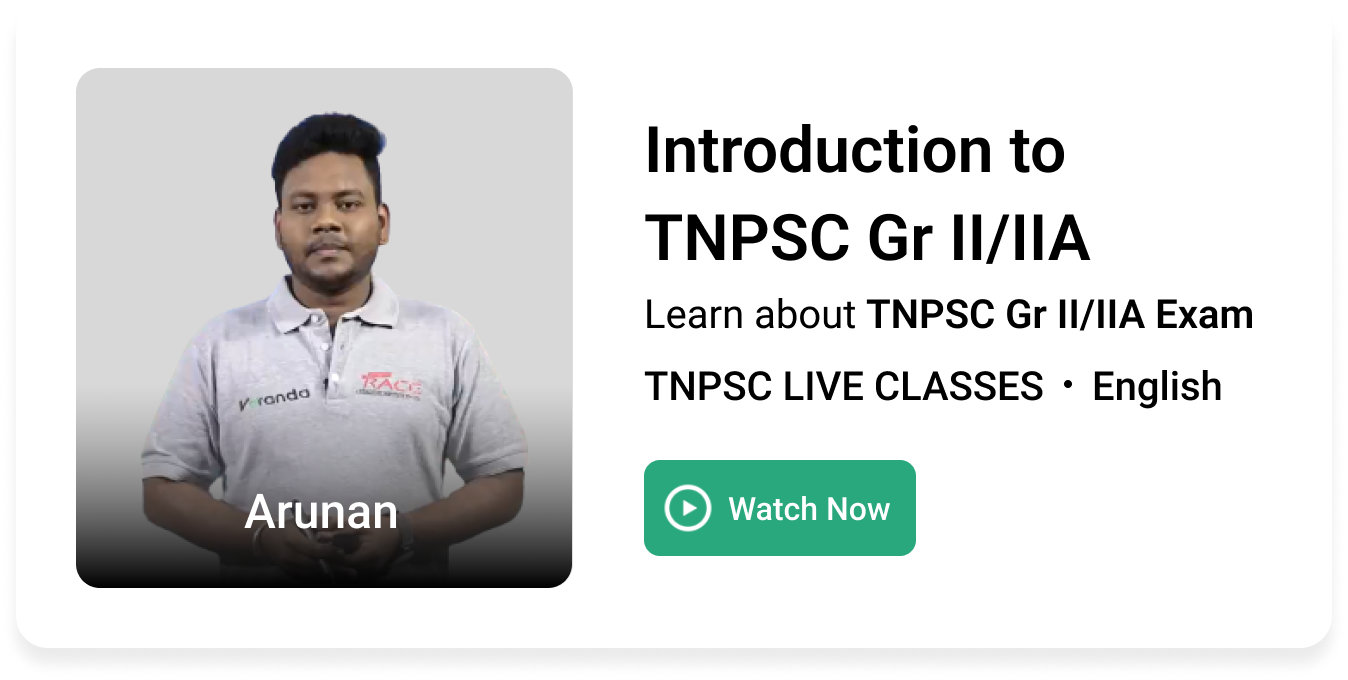 Introduction to
TNPSC Gr II/IIA
Learn about TNPSC Gr II/IIA Exam
TNPSC LIVE CLASSES • English
Watch Now
Veranda
RACE
Arunan